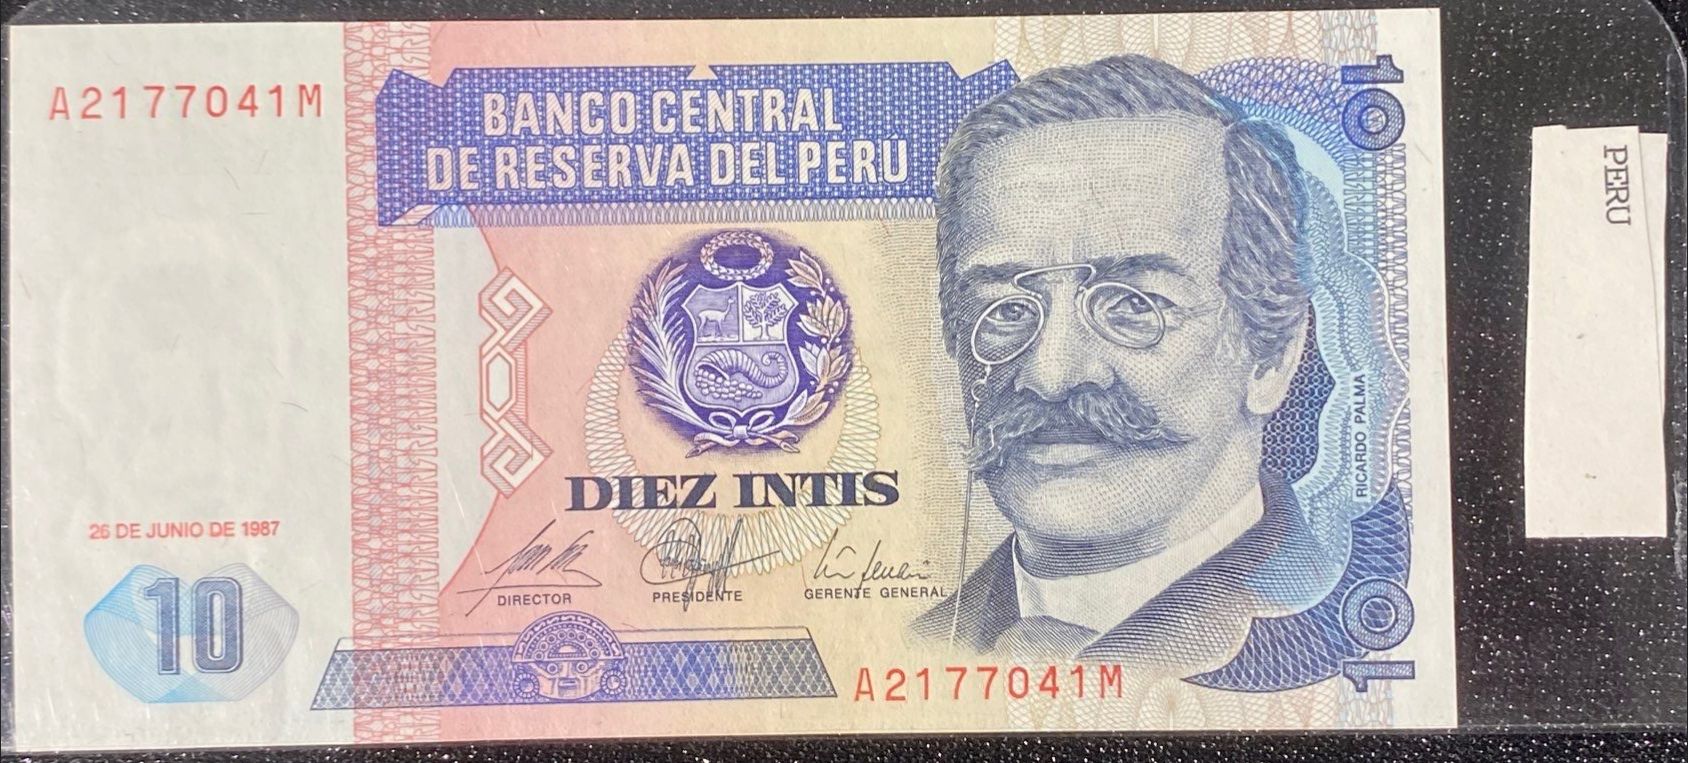 A2177041M
BANCO CENTRAL
DE RESERVA DEL PERÚ
10
PERU
RICARDO PALMA
DIEZ INTIS
26 DE JUNIO DE 1987
DIRECTOR
PRESIDENTE
GERENTE GENERAL
10
A2177041M
10